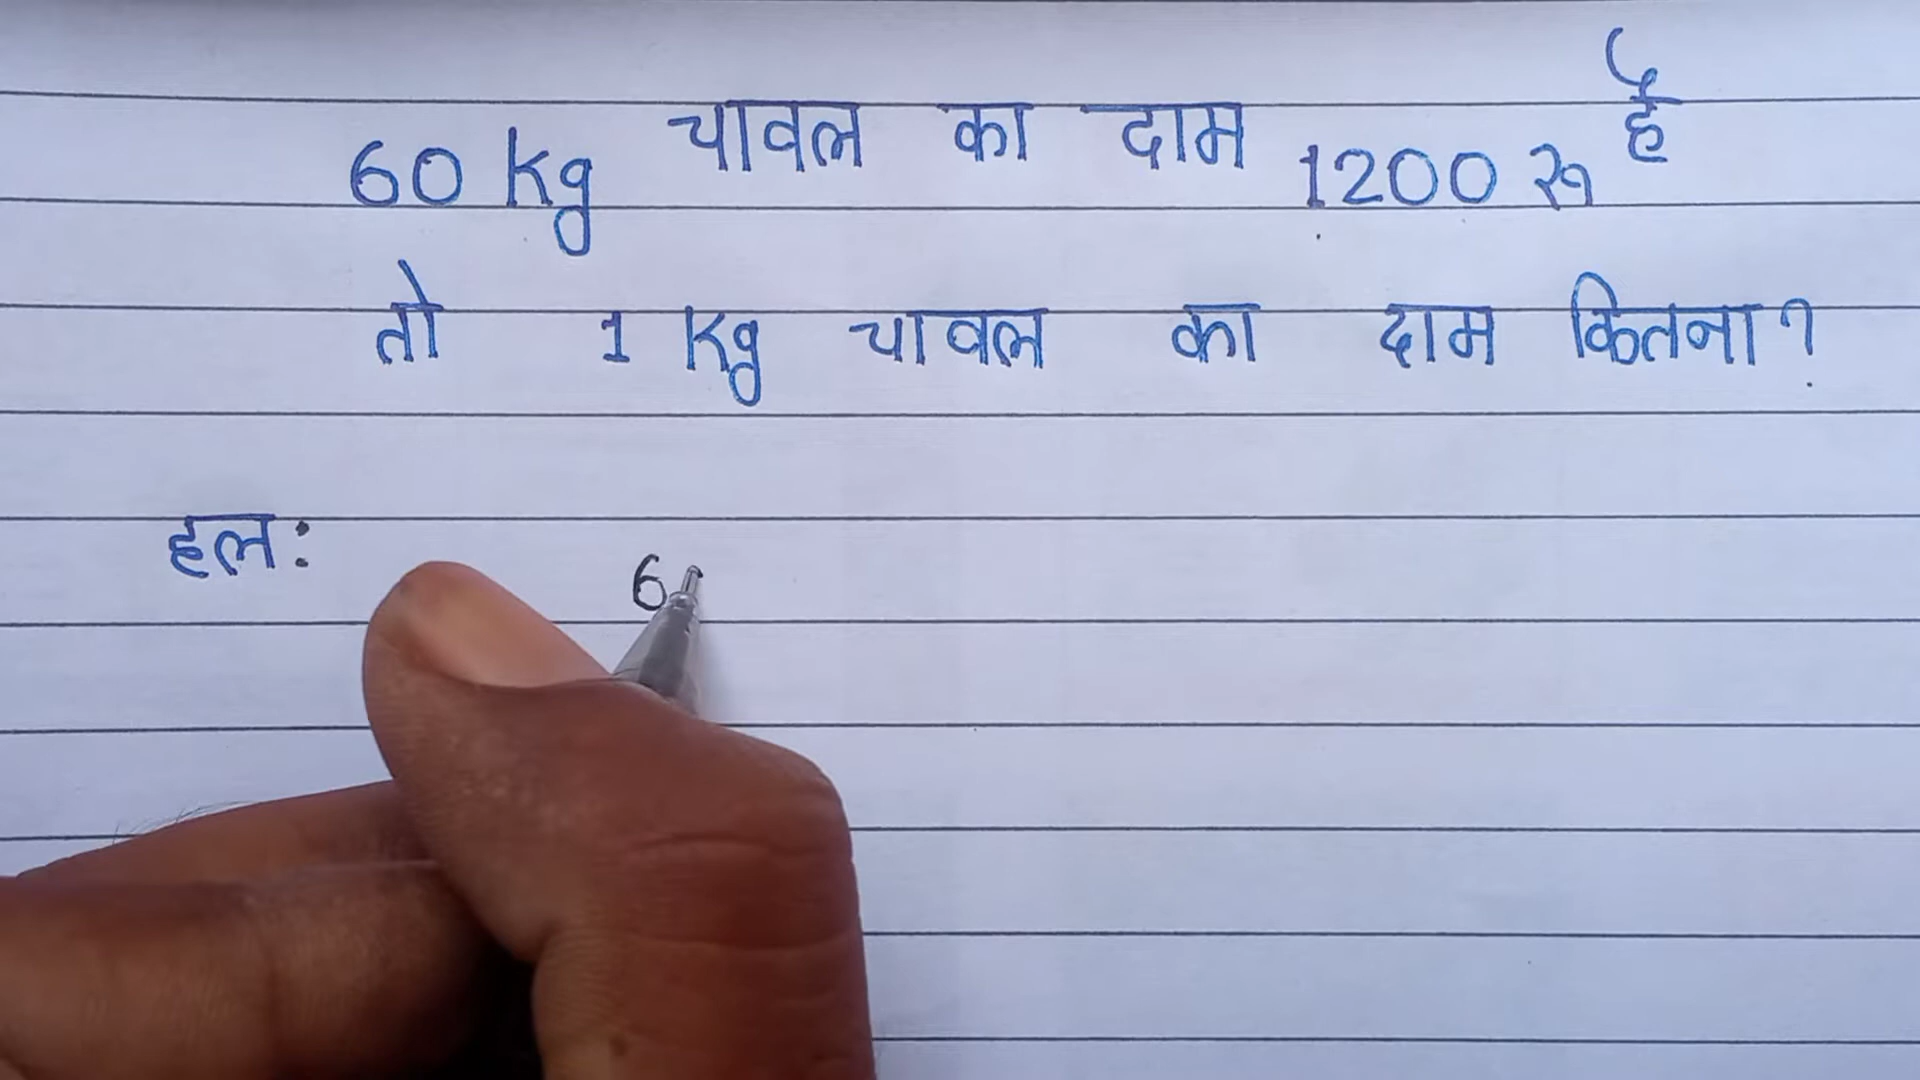 60 kg चावल का दाम 1200 रू है
तो 1 kg चावल का दाम कितना?
हल:
6